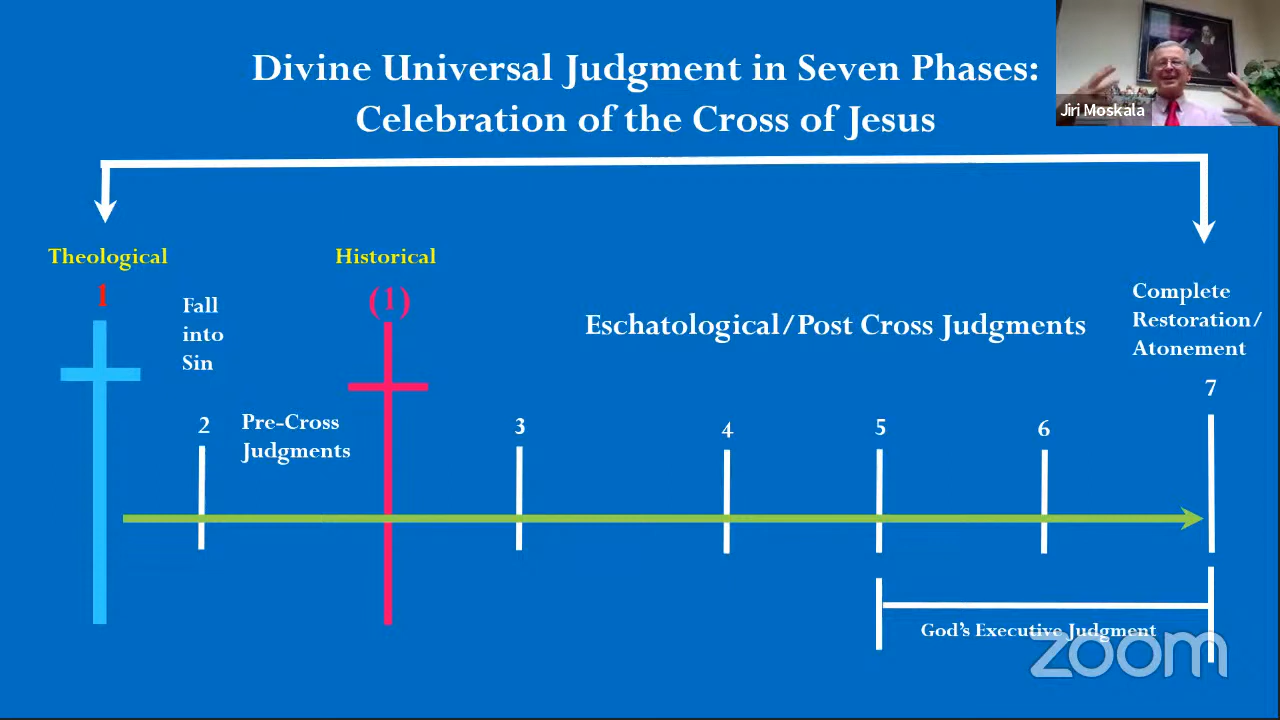 Divine Universal Judgment in Seven Phases:
Celebration of the Cross of Jesus
Jiri Moskala
Theological
1
Fall
into
Sin
Historical
(1)
Eschatological/Post Cross Judgments
Complete
Restoration/
Atonement
7
2
Pre-Cross
Judgments
3
4
5
6
God's Executive Judgment
zoom